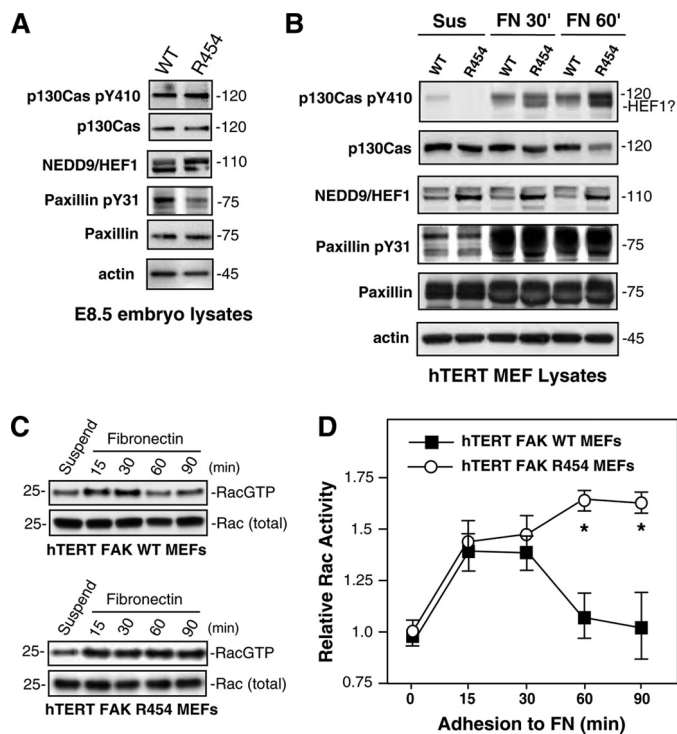 A
WT
R454
p130Cas pY410
-120
p130Cas
-120
NEDD9/HEF1
-110
Paxillin pY31
-75
Paxillin
-75
actin
-45
E8.5 embryo lysates
B
Sus FN 30' FN 60'
WT R454 WT R454 WT R454
p130Cas pY410
-120
-HEF1?
p130Cas
-120
NEDD9/HEF1
-110
Paxillin pY31
-75
Paxillin
-75
actin
-45
hTERT MEF Lysates
C
Suspend
Fibronectin
15 30 60 90 (min)
25- -RacGTP
25- -Rac (total)
hTERT FAK WT MEFs
Suspend
Fibronectin
15 30 60 90 (min)
25- -RacGTP
25- -Rac (total)
hTERT FAK R454 MEFs
D
hTERT FAK WT MEFs
hTERT FAK R454 MEFs
Relative Rac Activity
1.75
1.5
1.25
1.0
0.75
* *
0 15 30 60 90
Adhesion to FN (min)